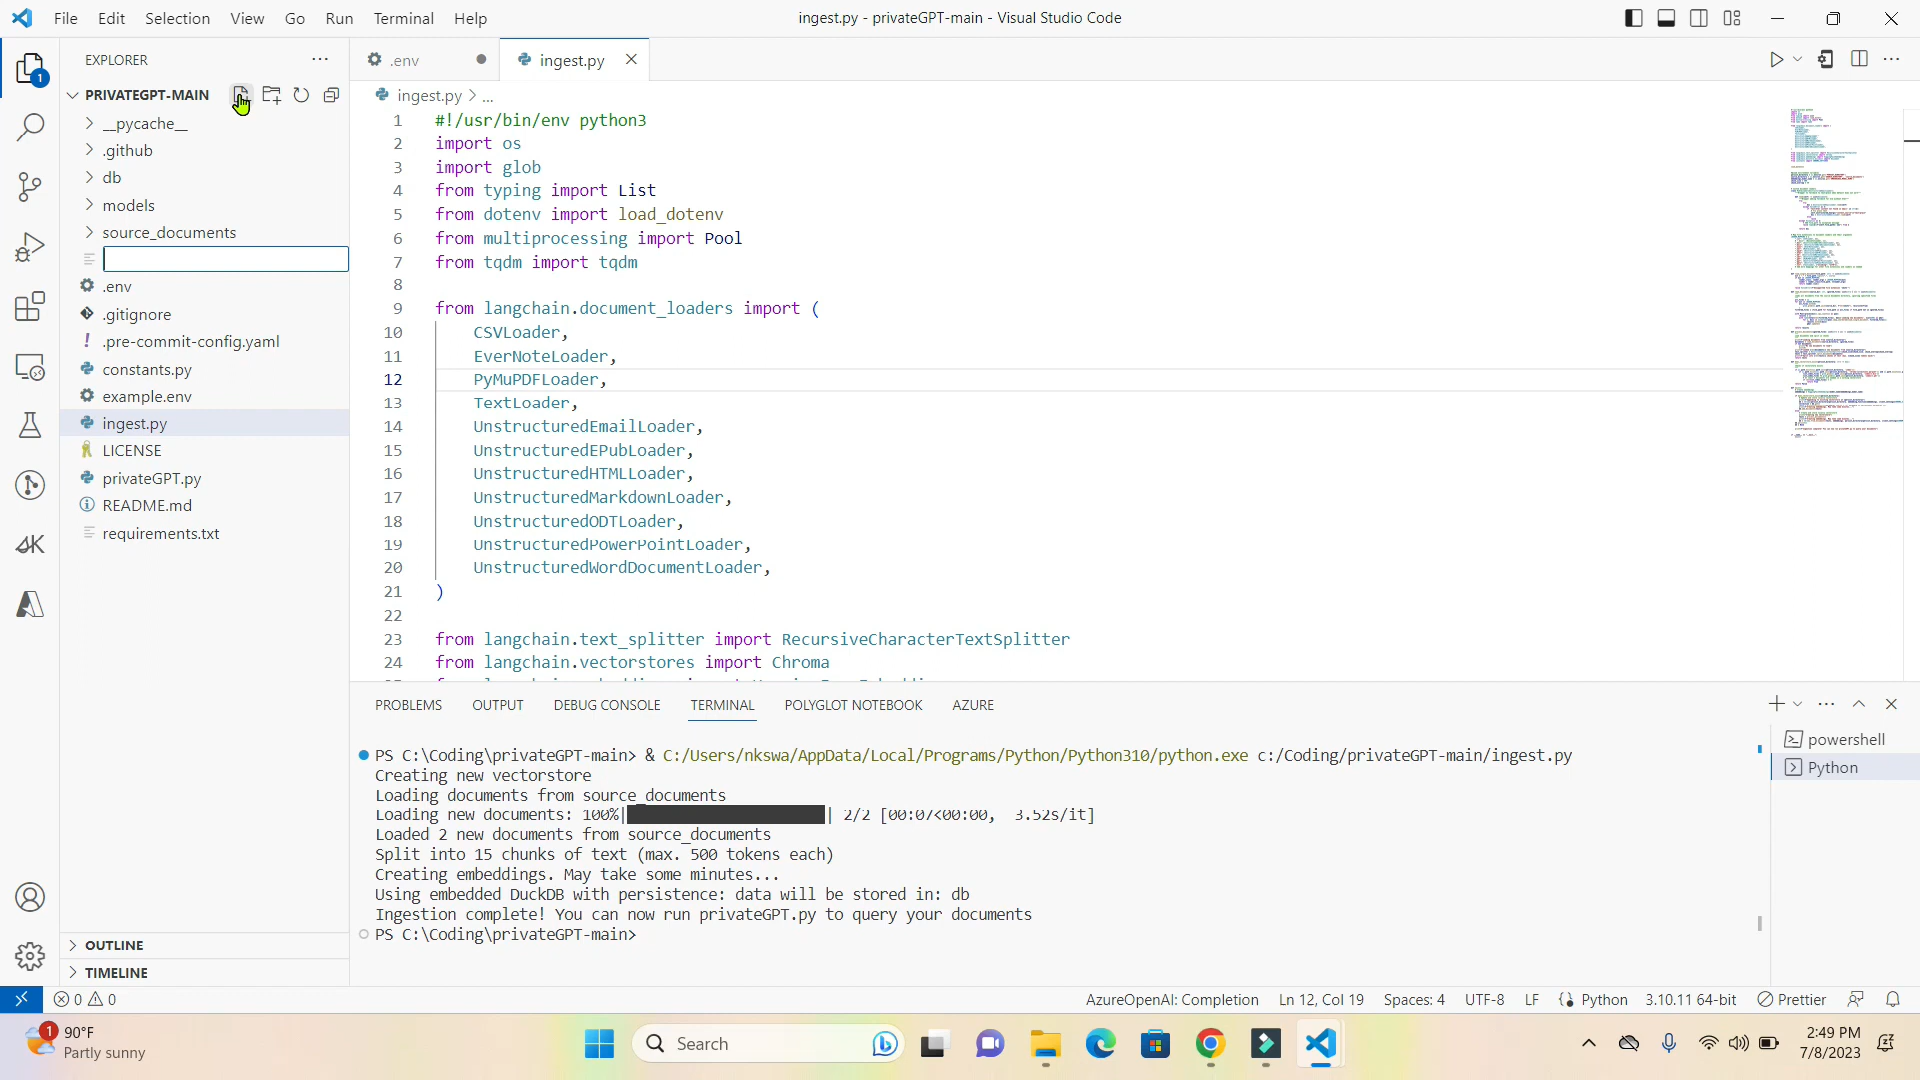 File Edit Selection View Go Run Terminal Help
ingest.py - privateGPT-main - Visual Studio Code
EXPLORER
PRIVATEGPT-MAIN
__pycache__
.github
db
models
source_documents
.env
.gitignore
.pre-commit-config.yaml
constants.py
example.env
ingest.py
LICENSE
privateGPT.py
README.md
requirements.txt
OUTLINE
TIMELINE
.env
ingest.py
ingest.py > ...
1 #!/usr/bin/env python3
2 import os
3 import glob
4 from typing import List
5 from dotenv import load_dotenv
6 from multiprocessing import Pool
7 from tqdm import tqdm
8
9 from langchain.document_loaders import (
10 CSVLoader,
11 EverNoteLoader,
12 PyMuPDFLoader,
13 TextLoader,
14 UnstructuredEmailLoader,
15 UnstructuredEPubLoader,
16 UnstructuredHTMLLoader,
17 UnstructuredMarkdownLoader,
18 UnstructuredODTLoader,
19 UnstructuredPowerPointLoader,
20 UnstructuredWordDocumentLoader,
21 )
22
23 from langchain.text_splitter import RecursiveCharacterTextSplitter
24 from langchain.vectorstores import Chroma
PROBLEMS OUTPUT DEBUG CONSOLE TERMINAL POLYGLOT NOTEBOOK AZURE
PS C:\Coding\privateGPT-main> & C:/Users/nkswa/AppData/Local/Programs/Python/Python310/python.exe c:/Coding/privateGPT-main/ingest.py
Creating new vectorstore
Loading documents from source_documents
Loading new documents: 100%| | 2/2 [00:07<00:00, 3.52s/it]
Loaded 2 new documents from source_documents
Split into 15 chunks of text (max. 500 tokens each)
Creating embeddings. May take some minutes...
Using embedded DuckDB with persistence: data will be stored in: db
Ingestion complete! You can now run privateGPT.py to query your documents
PS C:\Coding\privateGPT-main>
powershell
Python
0 0
AzureOpenAI: Completion Ln 12, Col 19 Spaces: 4 UTF-8 LF Python 3.10.11 64-bit Prettier
1
90°F
Partly sunny
Search
2:49 PM
7/8/2023